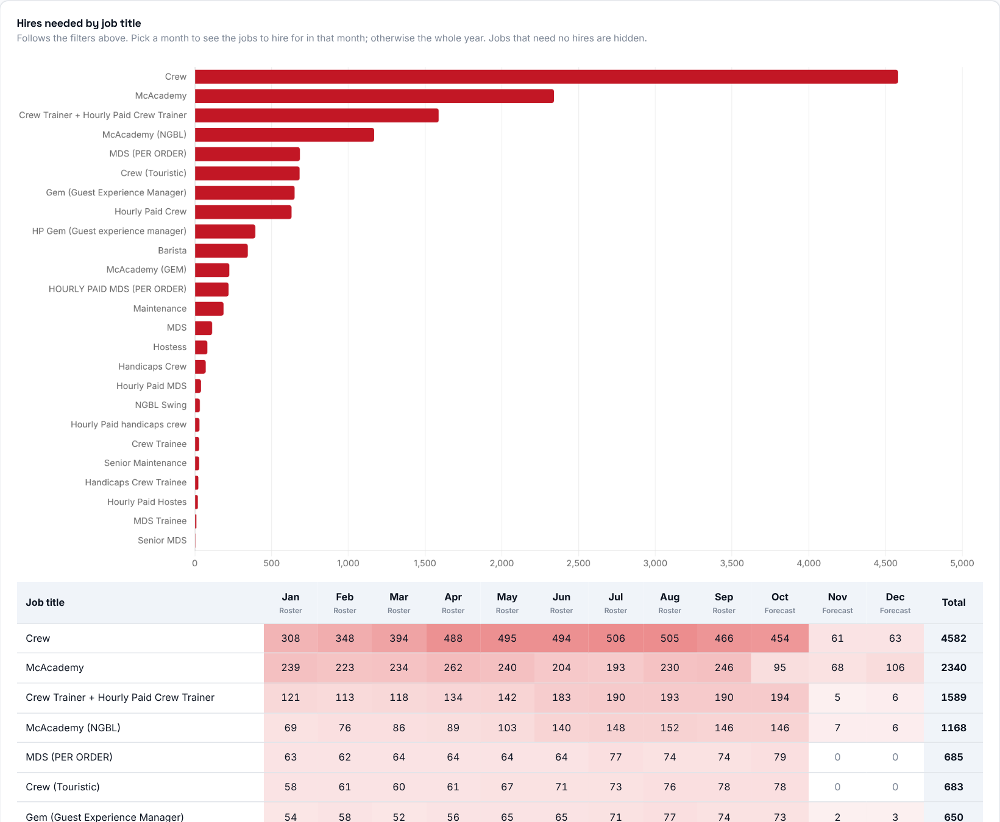 Hires needed by job title
Follows the filters above. Pick a month to see the jobs to hire for in that month; otherwise the whole year. Jobs that need no hires are hidden.
Crew
McAcademy
Crew Trainer + Hourly Paid Crew Trainer
McAcademy (NGBL)
MDS (PER ORDER)
Crew (Touristic)
Gem (Guest Experience Manager)
Hourly Paid Crew
HP Gem (Guest experience manager)
Barista
McAcademy (GEM)
HOURLY PAID MDS (PER ORDER)
Maintenance
MDS
Hostess
Handicaps Crew
Hourly Paid MDS
NGBL Swing
Hourly Paid handicaps crew
Crew Trainee
Senior Maintenance
Handicaps Crew Trainee
Hourly Paid Hostes
MDS Trainee
Senior MDS
0 500 1,000 1,500 2,000 2,500 3,000 3,500 4,000 4,500 5,000
Job title Jan Feb Mar Apr May Jun Jul Aug Sep Oct Nov Dec Total
Roster Roster Roster Roster Roster Roster Roster Roster Roster Forecast Forecast Forecast
Crew 308 348 394 488 495 494 506 505 466 454 61 63 4582
McAcademy 239 223 234 262 240 204 193 230 246 95 68 106 2340
Crew Trainer + Hourly Paid Crew Trainer 121 113 118 134 142 183 190 193 190 194 5 6 1589
McAcademy (NGBL) 69 76 86 89 103 140 148 152 146 146 7 6 1168
MDS (PER ORDER) 63 62 64 64 64 64 77 74 74 79 0 0 685
Crew (Touristic) 58 61 60 61 67 71 73 76 78 78 0 0 683
Gem (Guest Experience Manager) 54 58 52 56 65 65 71 77 74 73 2 3 650